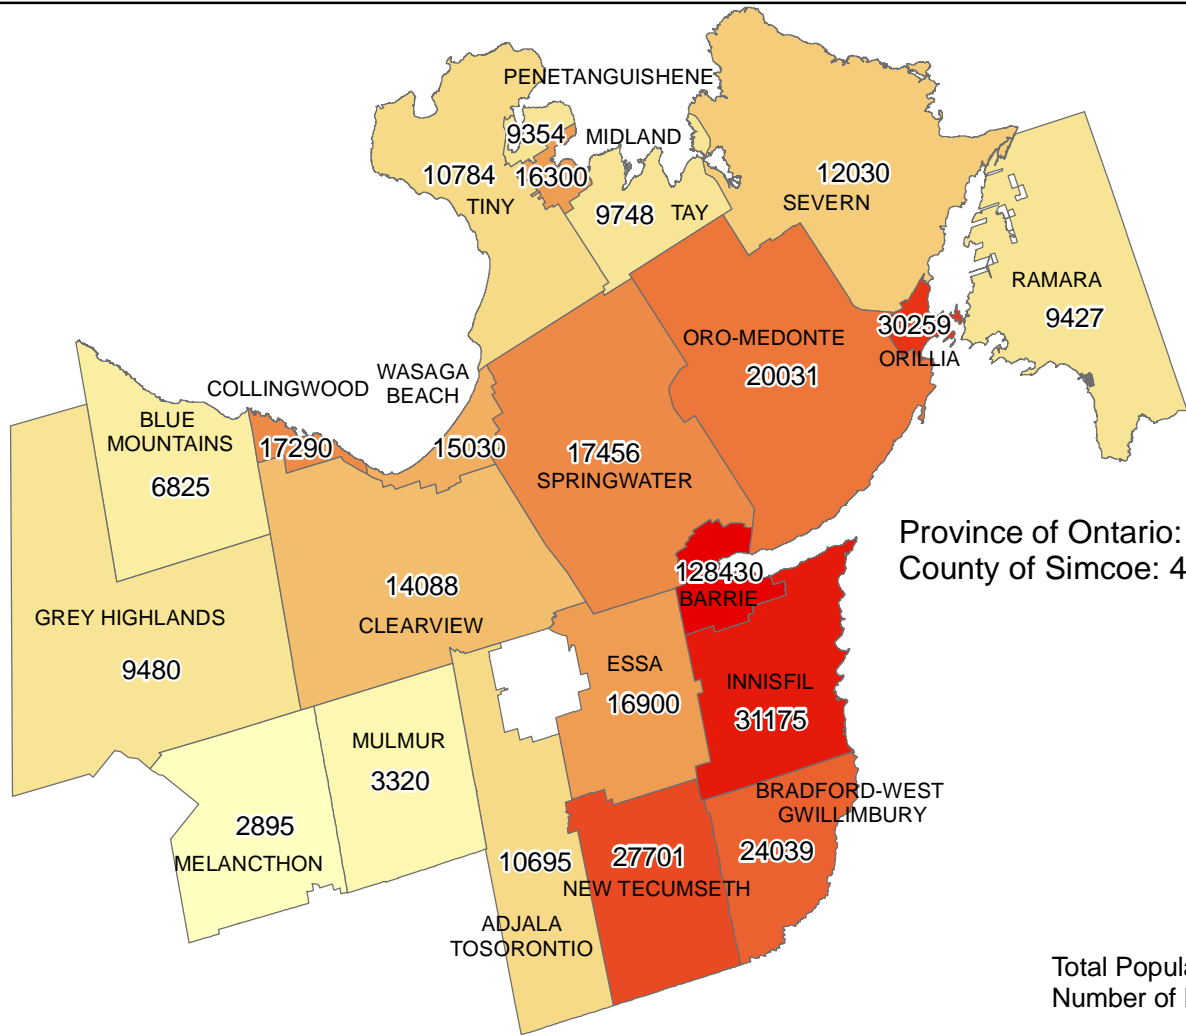 PENETANGUISHENE
9354
MIDLAND
10784
16300
12030
TINY
9748
TAY
SEVERN
RAMARA
9427
30259
ORILLIA
ORO-MEDONTE
20031
WASAGA
BEACH
COLLINGWOOD
BLUE
MOUNTAINS
6825
17290
15030
17456
SPRINGWATER
Province of Ontario:
County of Simcoe: 4
128430
BARRIE
14088
CLEARVIEW
GREY HIGHLANDS
9480
ESSA
16900
INNISFIL
31175
MULMUR
3320
BRADFORD-WEST
GWILLIMBURY
24039
2895
MELANCTHON
10695
27701
NEW TECUMSETH
ADJALA
TOSORONTIO
Total Popula
Number of